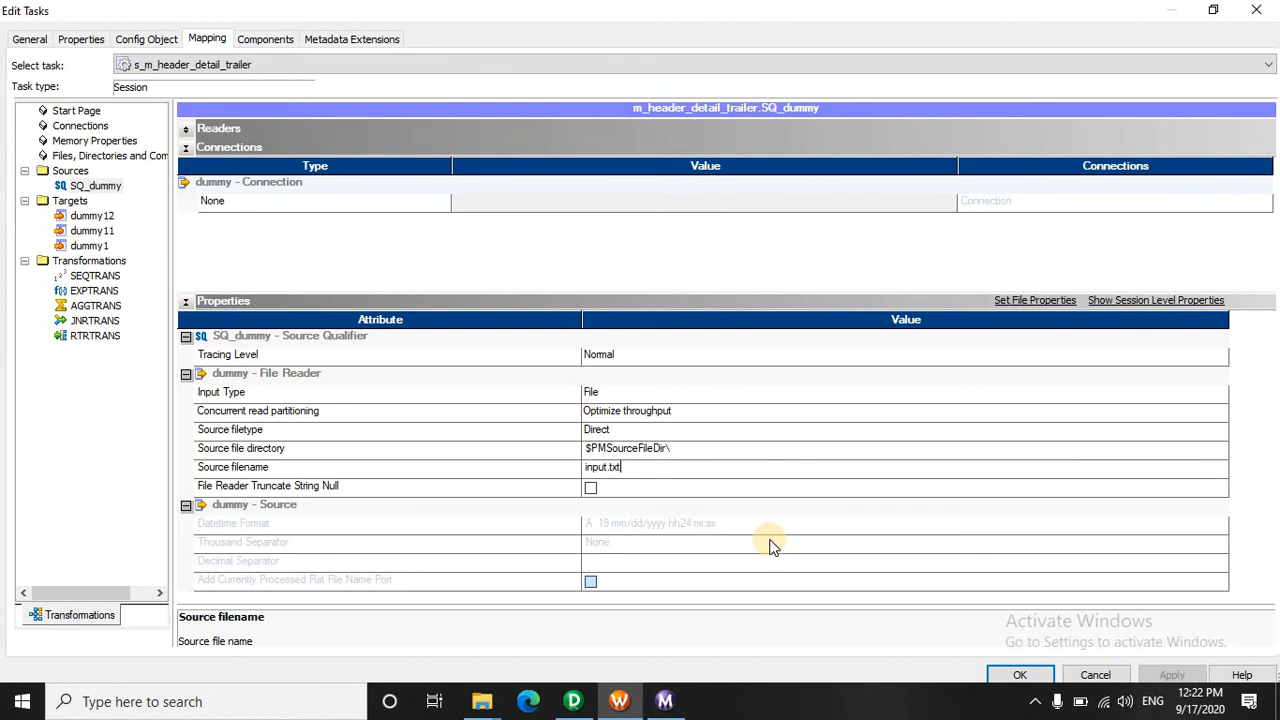 Edit Tasks
General Properties Config Object Mapping Components Metadata Extensions
Select task: s_m_header_detail_trailer
Task type: Session
Start Page
Connections
Memory Properties
Files, Directories and Com
Sources
SQ_dummy
Targets
dummy12
dummy11
dummy1
Transformations
SEQTRANS
EXPTRANS
AGGTRANS
JNRTRANS
RTRTRANS
Transformations
m_header_detail_trailer.SQ_dummy
Readers
Connections
Type Value Connections
dummy - Connection
None Connection
Properties Set File Properties Show Session Level Properties
Attribute Value
SQ_dummy - Source Qualifier
Tracing Level Normal
dummy - File Reader
Input Type File
Concurrent read partitioning Optimize throughput
Source filetype Direct
Source file directory $PMSourceFileDir\
Source filename input.txt
File Reader Truncate String Null
dummy - Source
Datetime Format A 19 mm/dd/yyyy hh24:mi:ss
Thousand Separator None
Decimal Separator
Add Currently Processed Flat File Name Port
Source filename
Source file name
Activate Windows
Go to Settings to activate Windows.
OK Cancel Apply Help
Type here to search
ENG
12:22 PM
9/17/2020